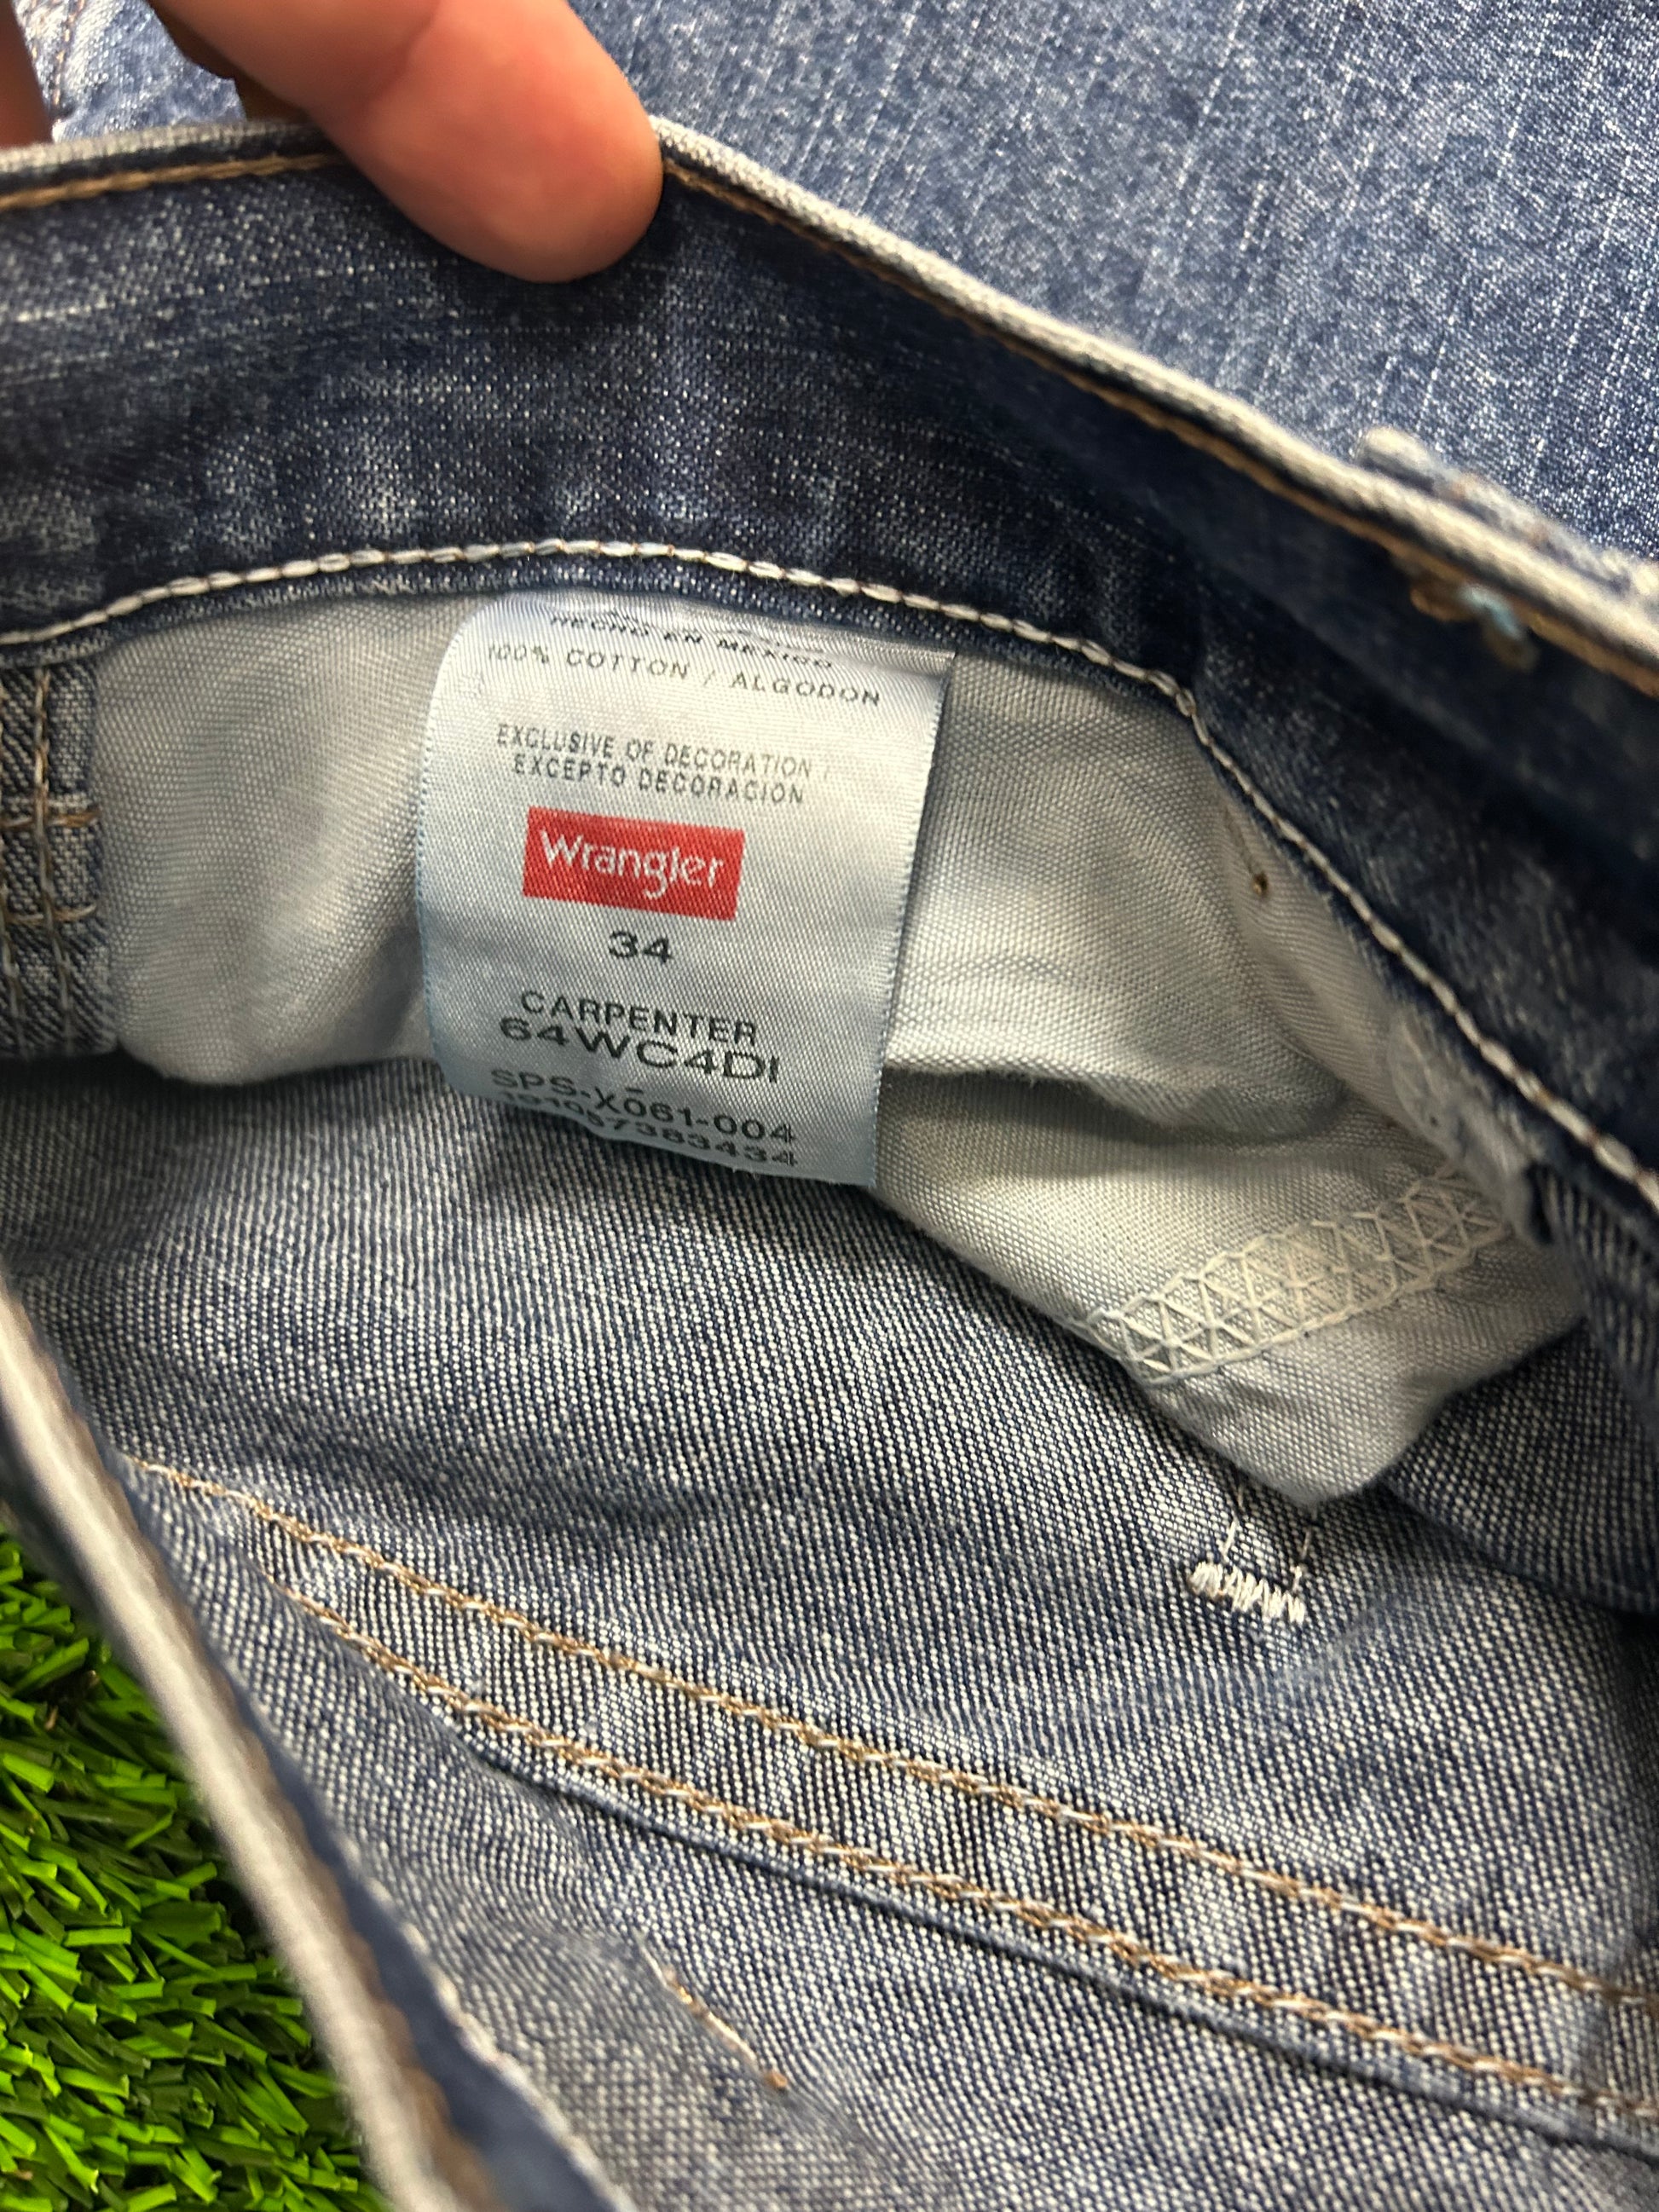 HECHO EN MEXICO
100% COTTON / ALGODON
EXCLUSIVE OF DECORATION /
EXCEPTO DECORACION
Wrangler
34
CARPENTER
64WC4DI
SPS-X061-004